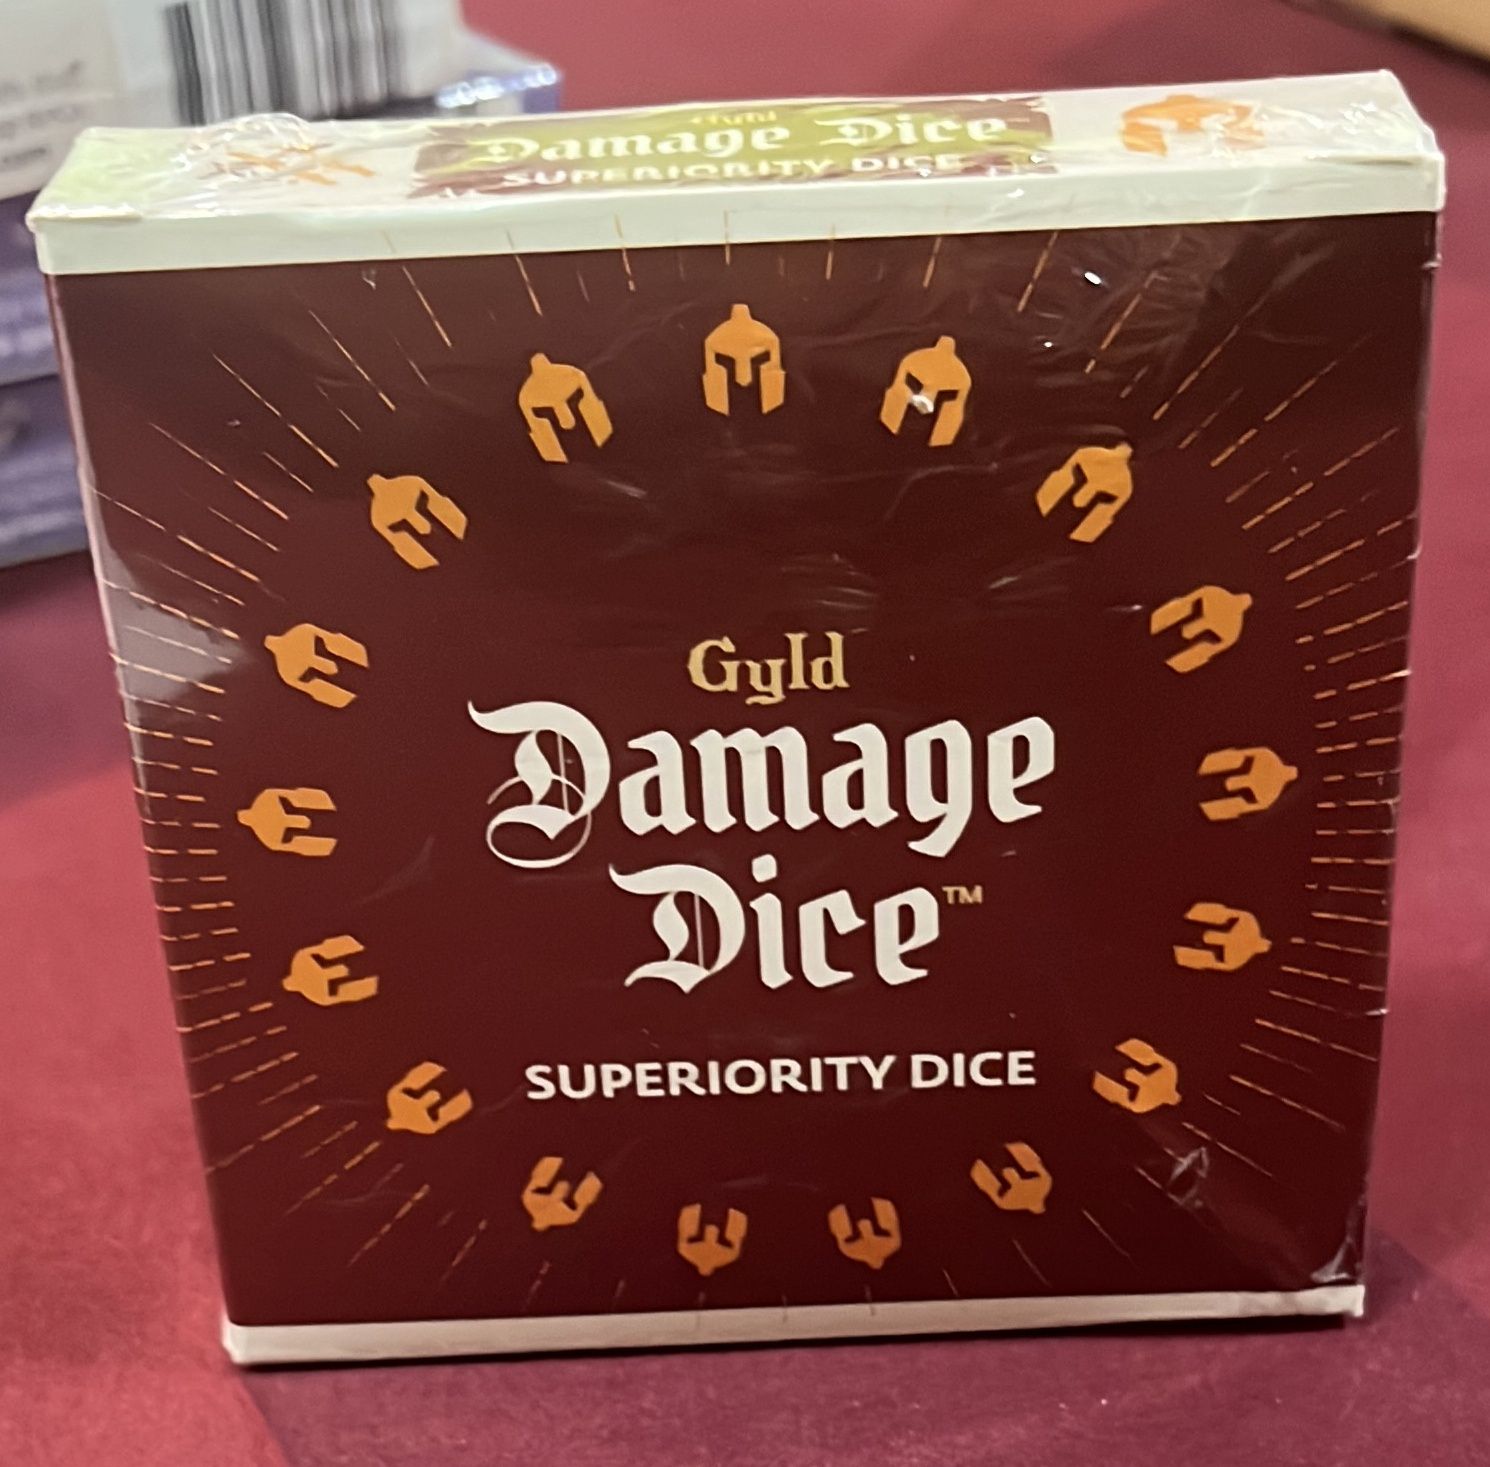 Gyld
Damage Dice
SUPERIORITY DICE
Gyld
Damage
Dice™
SUPERIORITY DICE